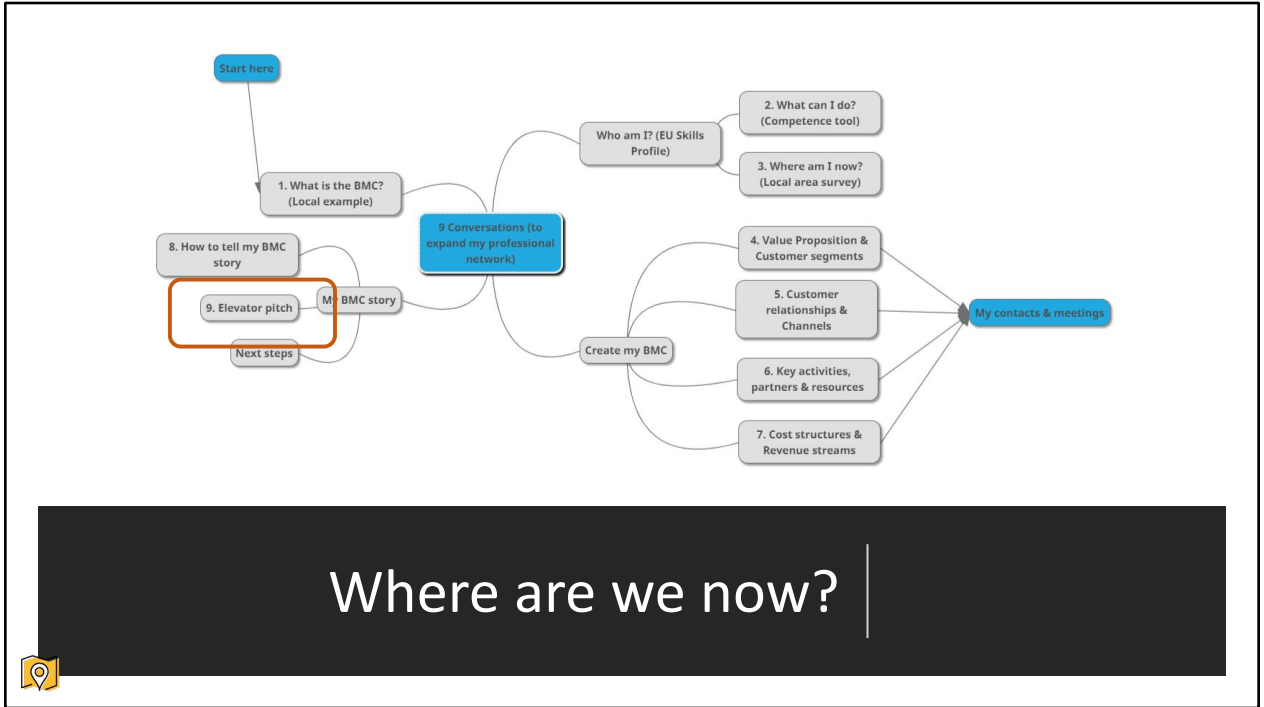 Start here
1. What is the BMC?
(Local example)
8. How to tell my BMC
story
9. Elevator pitch
My BMC story
Next steps
9 Conversations (to
expand my professional
network)
Who am I? (EU Skills
Profile)
2. What can I do?
(Competence tool)
3. Where am I now?
(Local area survey)
Create my BMC
4. Value Proposition &
Customer segments
5. Customer
relationships &
Channels
6. Key activities,
partners & resources
7. Cost structures &
Revenue streams
My contacts & meetings
Where are we now?